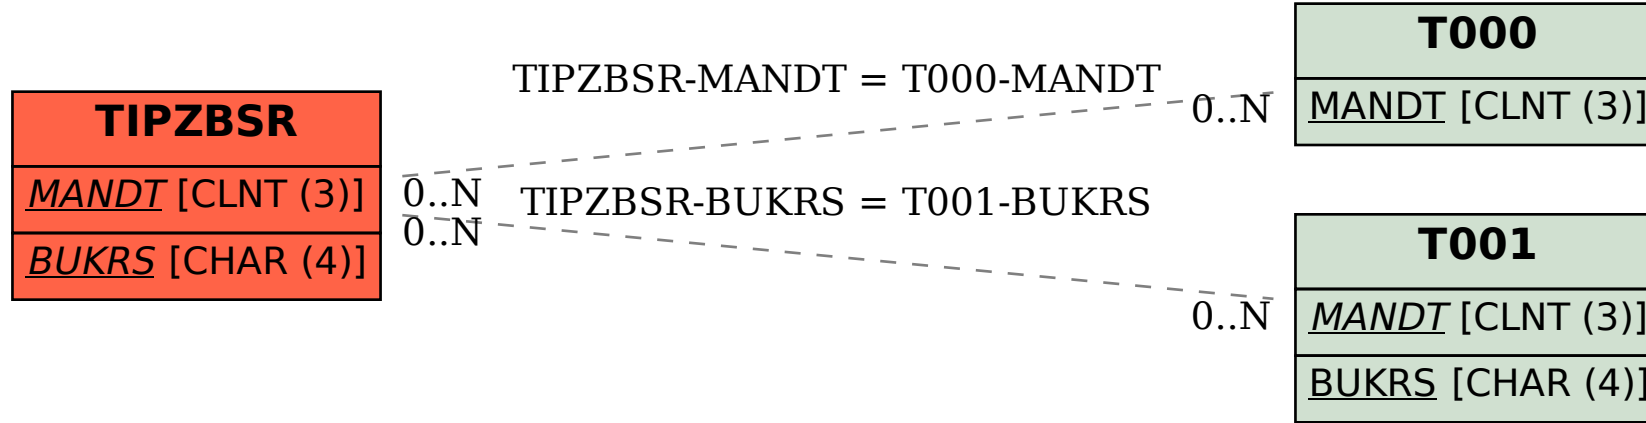 TIPZBSR
MANDT [CLNT (3)]
BUKRS [CHAR (4)]
TIPZBSR-MANDT = T000-MANDT
0..N
0..N
TIPZBSR-BUKRS = T001-BUKRS
0..N
0..N
T000
MANDT [CLNT (3)]
T001
MANDT [CLNT (3)]
BUKRS [CHAR (4)]